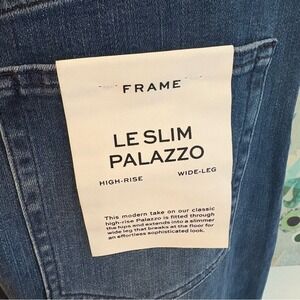 FRAME
LE SLIM
PALAZZO
HIGH-RISE WIDE-LEG
This modern take on our classic
high-rise Palazzo is fitted through
the hips and extends into a slimmer
wide leg that breaks at the floor for
an effortless sophisticated look.